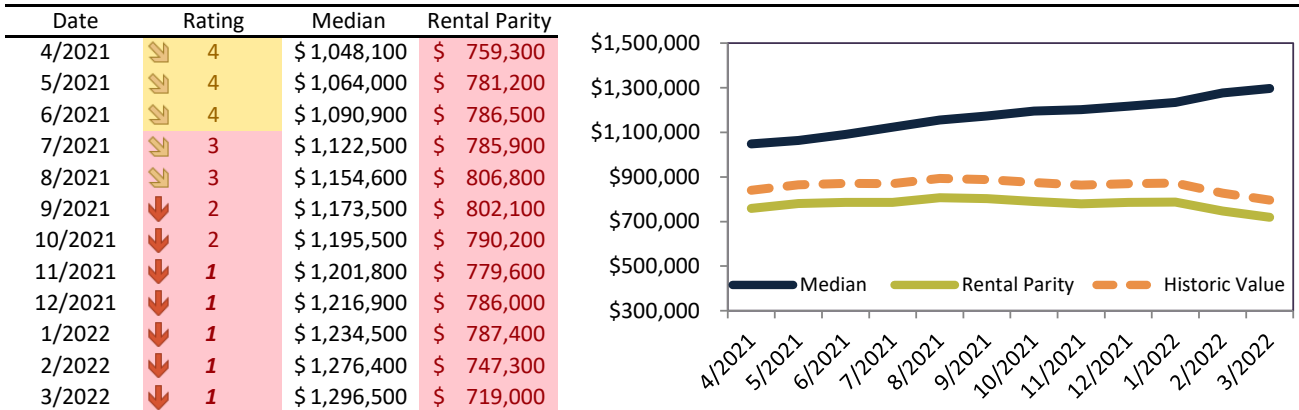 Date Rating Median Rental Parity
4/2021 4 $ 1,048,100 $ 759,300
5/2021 4 $ 1,064,000 $ 781,200
6/2021 4 $ 1,090,900 $ 786,500
7/2021 3 $ 1,122,500 $ 785,900
8/2021 3 $ 1,154,600 $ 806,800
9/2021 2 $ 1,173,500 $ 802,100
10/2021 2 $ 1,195,500 $ 790,200
11/2021 1 $ 1,201,800 $ 779,600
12/2021 1 $ 1,216,900 $ 786,000
1/2022 1 $ 1,234,500 $ 787,400
2/2022 1 $ 1,276,400 $ 747,300
3/2022 1 $ 1,296,500 $ 719,000
$1,500,000
$1,300,000
$1,100,000
$900,000
$700,000
$500,000
$300,000
Median Rental Parity Historic Value
4/2021 5/2021 6/2021 7/2021 8/2021 9/2021 10/2021 11/2021 12/2021 1/2022 2/2022 3/2022